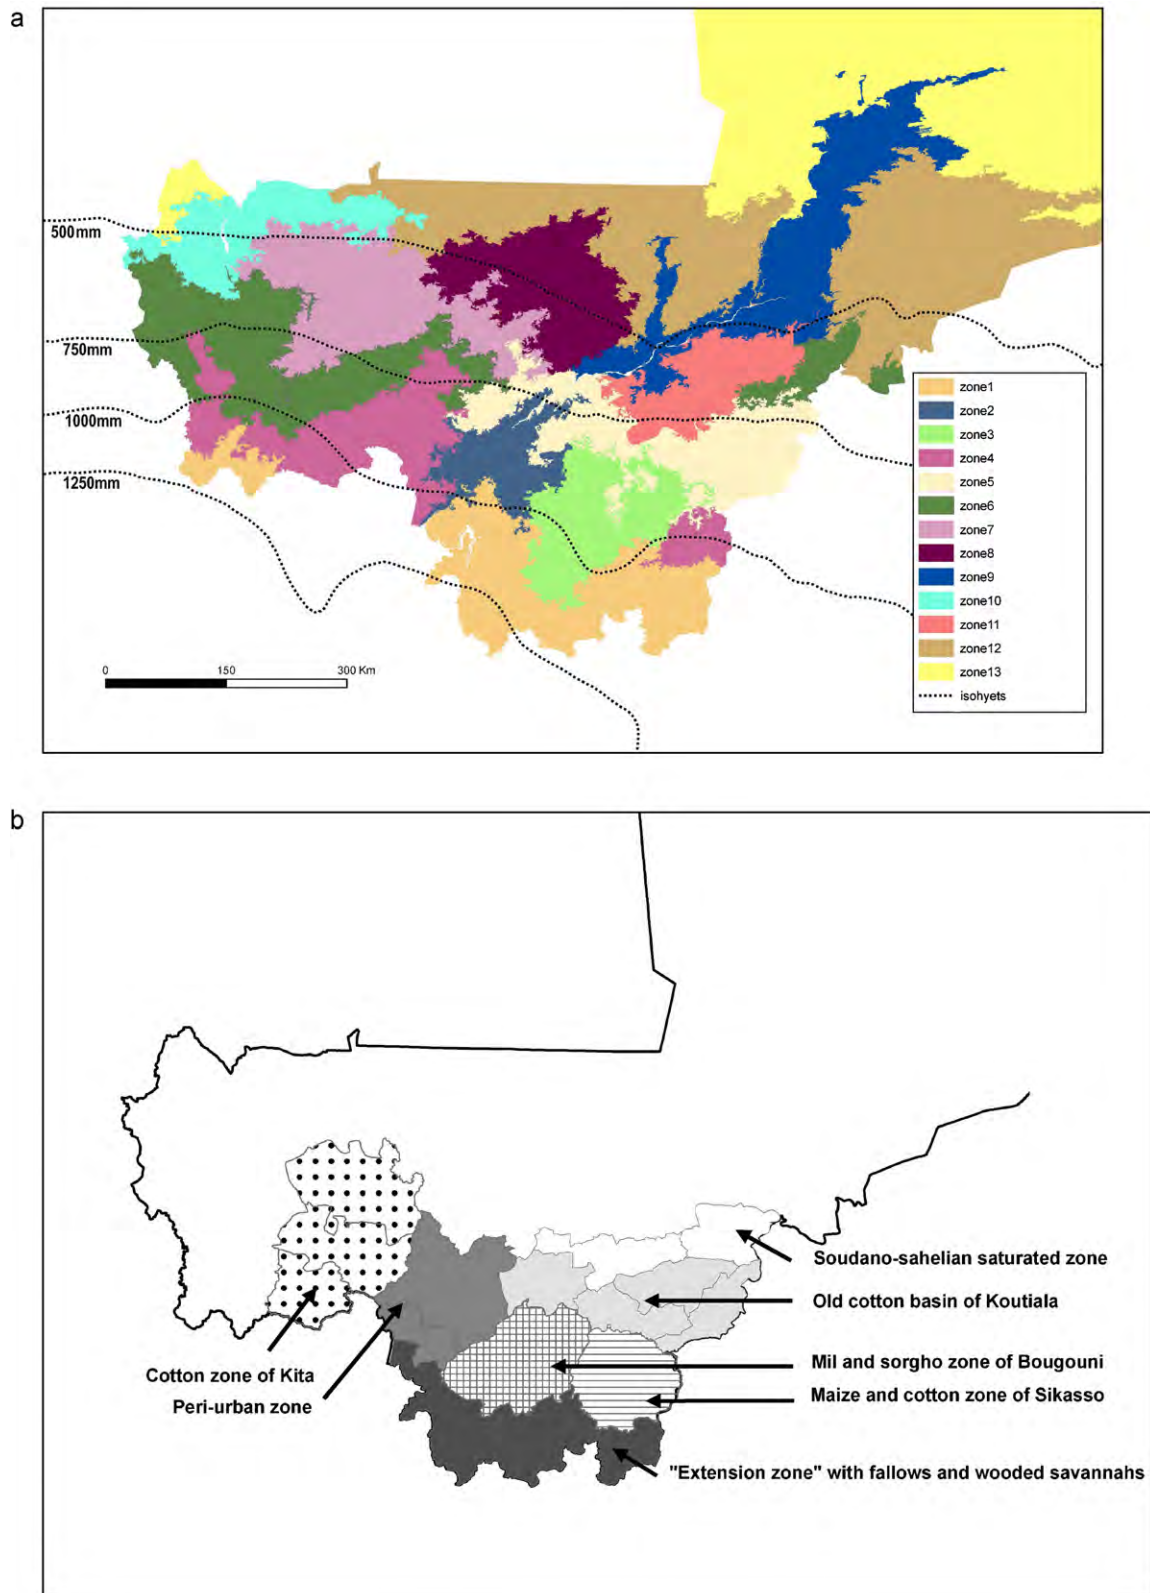 a
500mm
750mm
1000mm
1250mm
zone1
zone2
zone3
zone4
zone5
zone6
zone7
zone8
zone9
zone10
zone11
zone12
zone13
isohyets
0 150 300 Km
b
Soudano-sahelian saturated zone
Old cotton basin of Koutiala
Mil and sorgho zone of Bougouni
Cotton zone of Kita
Maize and cotton zone of Sikasso
Peri-urban zone
"Extension zone" with fallows and wooded savannahs